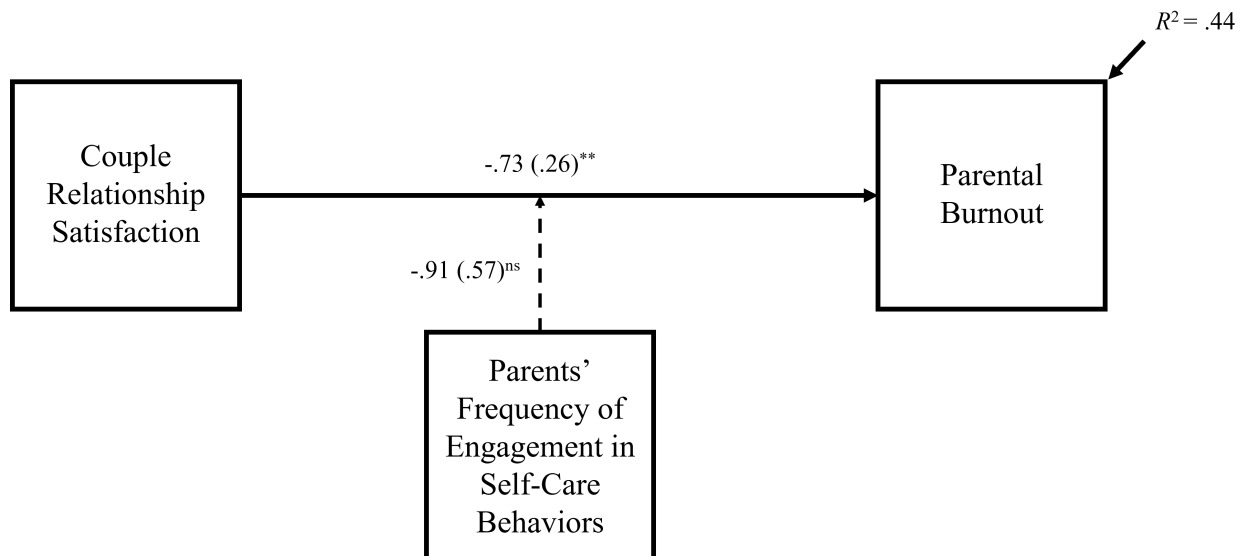 R² = .44
Couple
Relationship
Satisfaction
-.73 (.26)**
Parental
Burnout
-.91 (.57)ns
Parents’
Frequency of
Engagement in
Self-Care
Behaviors